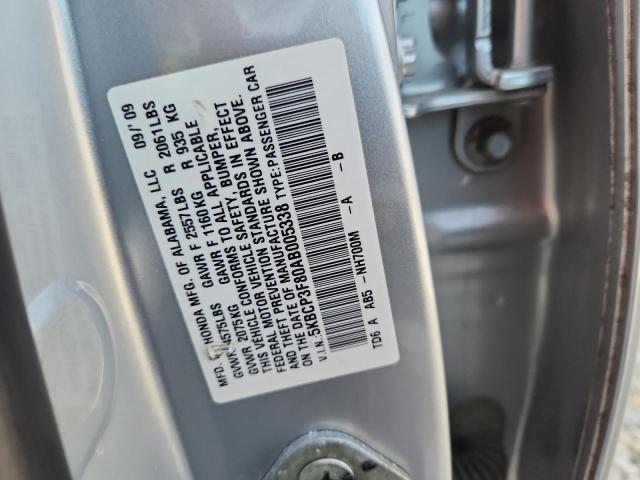 MFD. BY HONDA MFG. OF ALABAMA, LLC 09/'09
GVWR 4575LBS GAWR F 2557LBS R 2061LBS
GVWR 2075KG GAWR F 1160KG R 935 KG
THIS VEHICLE CONFORMS TO ALL APPLICABLE
FEDERAL MOTOR VEHICLE SAFETY, BUMPER,
AND THEFT PREVENTION STANDARDS IN EFFECT
ON THE DATE OF MANUFACTURE SHOWN ABOVE.
V.I.N.:5KBCP3F80AB005338 TYPE:PASSENGER CAR
TD6 A AB5 -NH700M -A -B